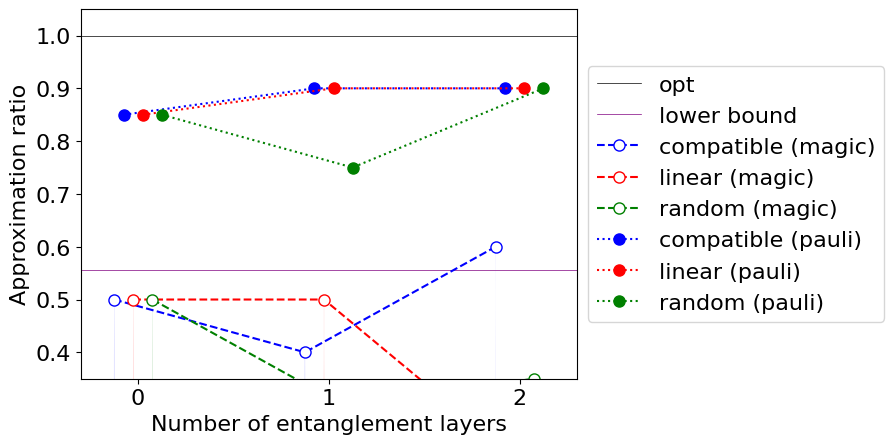 1.0
0.9
0.8
0.7
0.6
0.5
0.4
Approximation ratio
0
1
2
Number of entanglement layers
opt
lower bound
compatible (magic)
linear (magic)
random (magic)
compatible (pauli)
linear (pauli)
random (pauli)